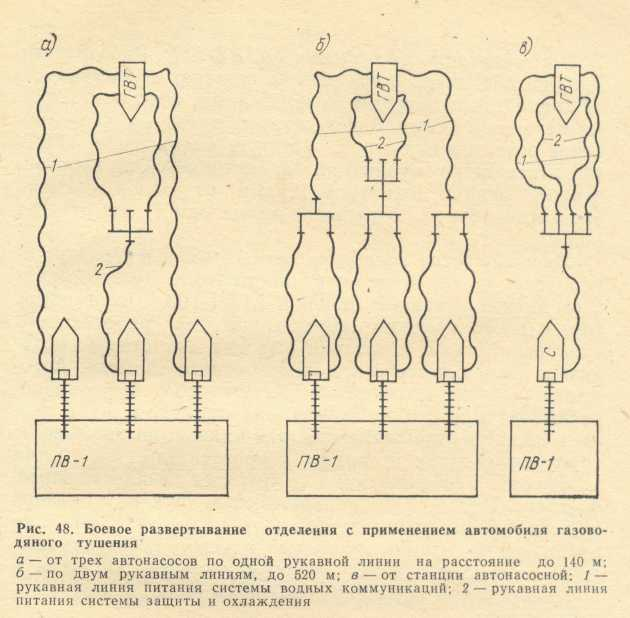 а)
б)
в)
ГВТ
ГВТ
ГВТ
1
1
2
2
1
2
С
ПВ-1
ПВ-1
ПВ-1
Рис. 48. Боевое развертывание отделения с применением автомобиля газово-
дяного тушения
а — от трех автонасосов по одной рукавной линии на расстояние до 140 м;
б — по двум рукавным линиям, до 520 м; в — от станции автонасосной; 1 —
рукавная линия питания системы водных коммуникаций; 2 — рукавная линия
питания системы защиты и охлаждения